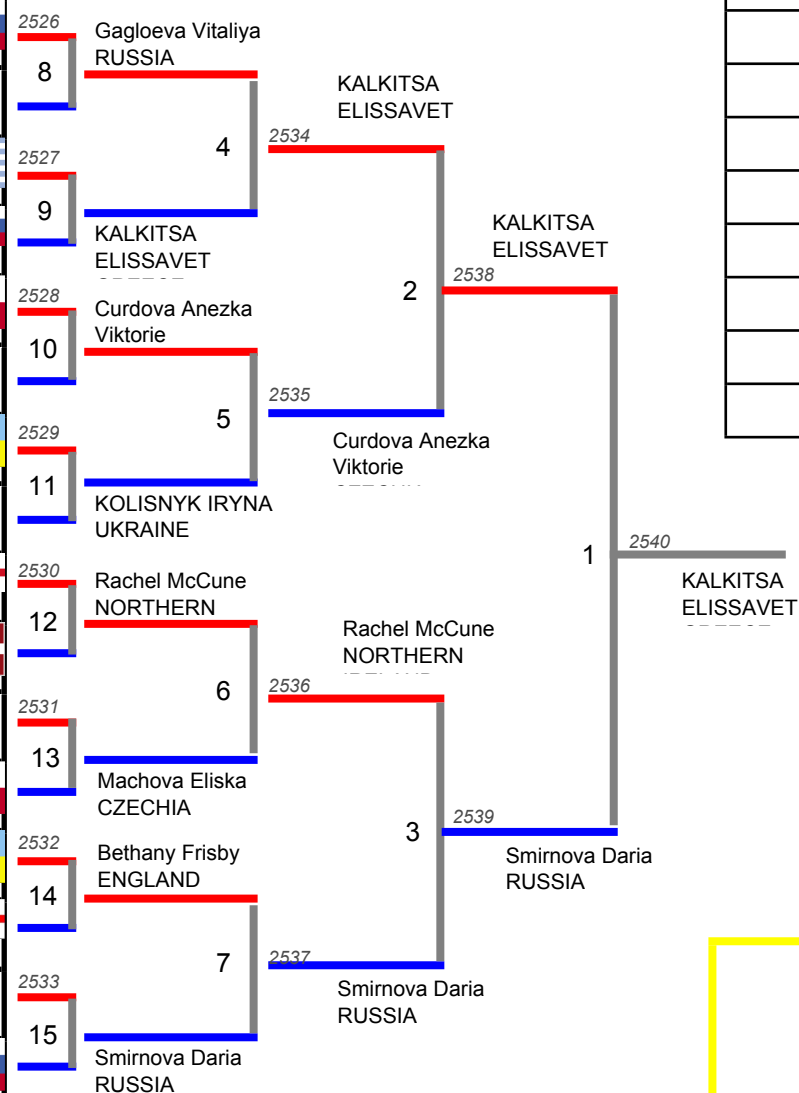 2526
Gagloeva Vitaliya
RUSSIA
8
KALKITSA
ELISSAVET
4
2534
2527
9
KALKITSA
ELISSAVET
KALKITSA
ELISSAVET
2538
2
2528
Curdova Anezka
Viktorie
10
2535
5
Curdova Anezka
Viktorie
2529
11
KOLISNYK IRYNA
UKRAINE
1
2540
KALKITSA
ELISSAVET
2530
Rachel McCune
NORTHERN
12
Rachel McCune
NORTHERN
6
2536
2531
13
Machova Eliska
CZECHIA
3
2539
Smirnova Daria
RUSSIA
2532
Bethany Frisby
ENGLAND
14
7
2537
Smirnova Daria
RUSSIA
2533
15
Smirnova Daria
RUSSIA